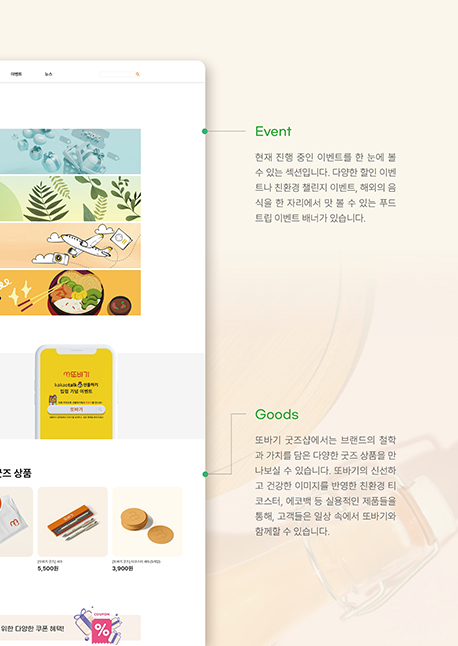 이벤트 뉴스
Event
현재 진행 중인 이벤트를 한 눈에 볼
수 있는 섹션입니다. 다양한 할인 이벤
트나 친환경 챌린지 이벤트, 해외의 음
식을 한 자리에서 맛 볼 수 있는 푸드
트립 이벤트 배너가 있습니다.
또바기
kakaotalk 선물하기
입점 기념 이벤트
또바기
Goods
또바기 굿즈샵에서는 브랜드의 철학
과 가치를 담은 다양한 굿즈 상품을 만
나보실 수 있습니다. 또바기의 신선하
고 건강한 이미지를 반영한 친환경 티
코스터, 에코백 등 실용적인 제품들을
통해, 고객들은 일상 속에서 또바기와
함께할 수 있습니다.
굿즈 상품
5,500원
3,900원
위한 다양한 쿠폰 혜택!
COUPON
%